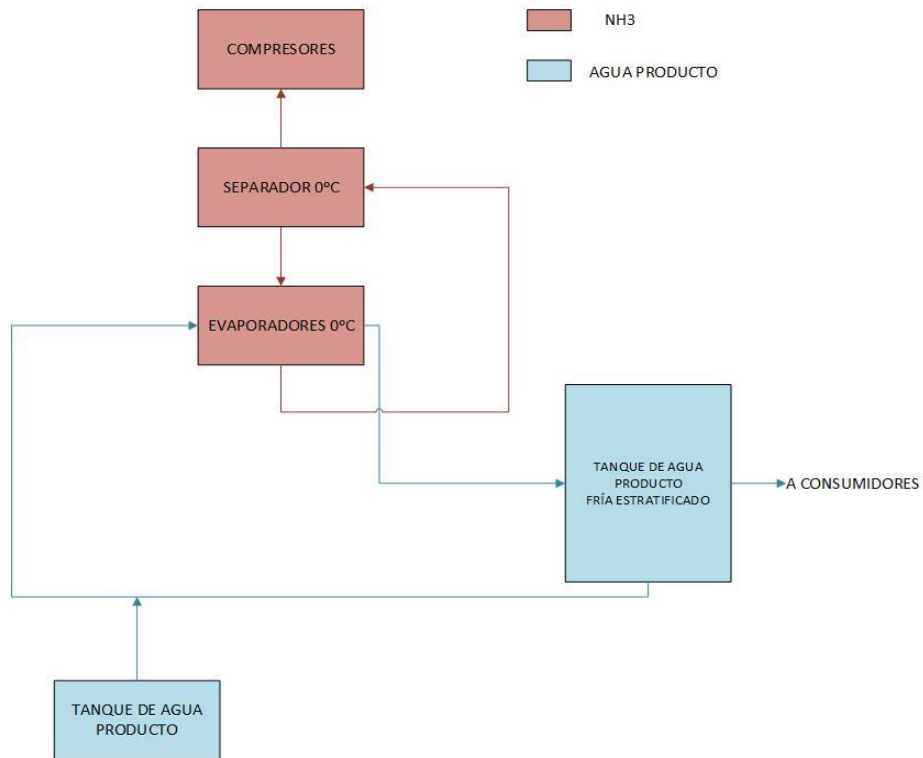 NH3
COMPRESORES
AGUA PRODUCTO
SEPARADOR 0ºC
EVAPORADORES 0ºC
TANQUE DE AGUA
PRODUCTO
FRÍA ESTRATIFICADO
A CONSUMIDORES
TANQUE DE AGUA
PRODUCTO